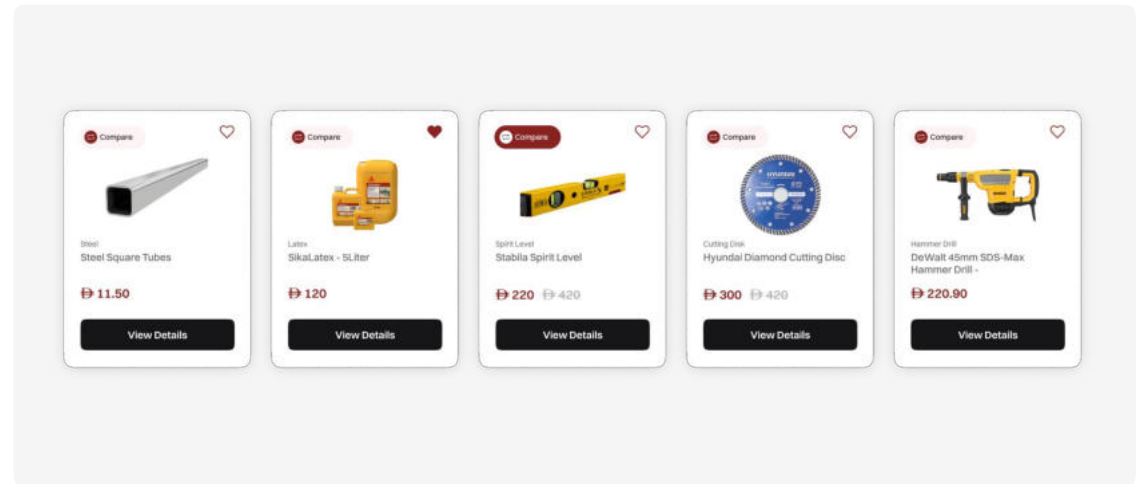 Compare
Steel
Steel Square Tubes
11.50
View Details
Compare
Latex
SikaLatex - 5Liter
120
View Details
Compare
Spirit Level
Stabila Spirit Level
220 420
View Details
Compare
HYUNDAI
Cutting Disk
Hyundai Diamond Cutting Disc
300 420
View Details
Compare
Hammer Drill
DeWalt 45mm SDS-Max
Hammer Drill -
220.90
View Details